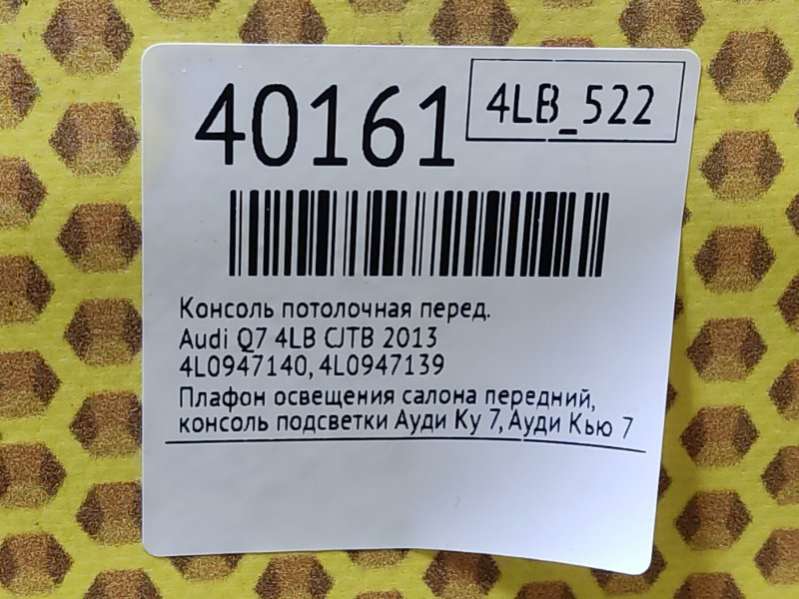 40161
4LB_522
Консоль потолочная перед.
Audi Q7 4LB CJTB 2013
4L0947140, 4L0947139
Плафон освещения салона передний,
консоль подсветки Ауди Ку 7, Ауди Кью 7